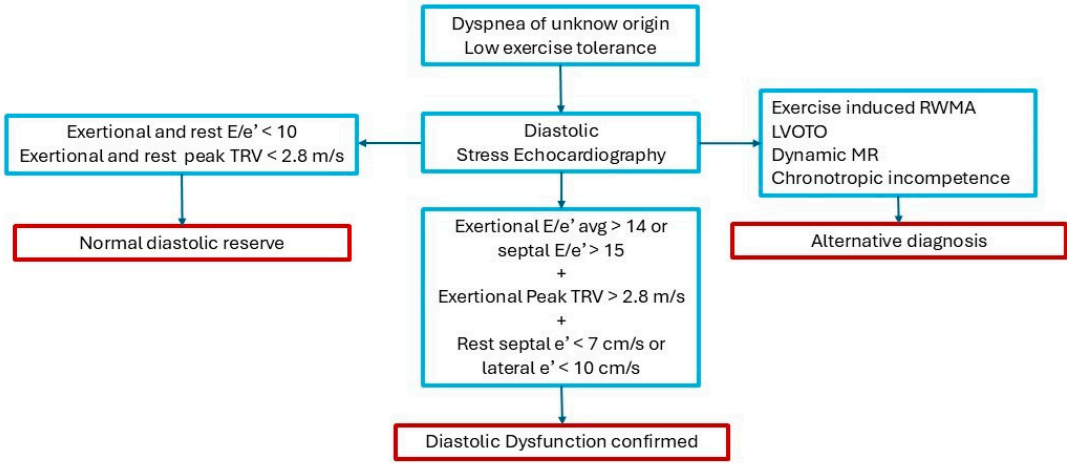 Dyspnea of unknow origin
Low exercise tolerance
Exertional and rest E/e’ < 10
Exertional and rest peak TRV < 2.8 m/s
Diastolic
Stress Echocardiography
Exercise induced RWMA
LVOTO
Dynamic MR
Chronotropic incompetence
Normal diastolic reserve
Exertional E/e’ avg > 14 or
septal E/e’ > 15
+
Exertional Peak TRV > 2.8 m/s
+
Rest septal e’ < 7 cm/s or
lateral e’ < 10 cm/s
Alternative diagnosis
Diastolic Dysfunction confirmed